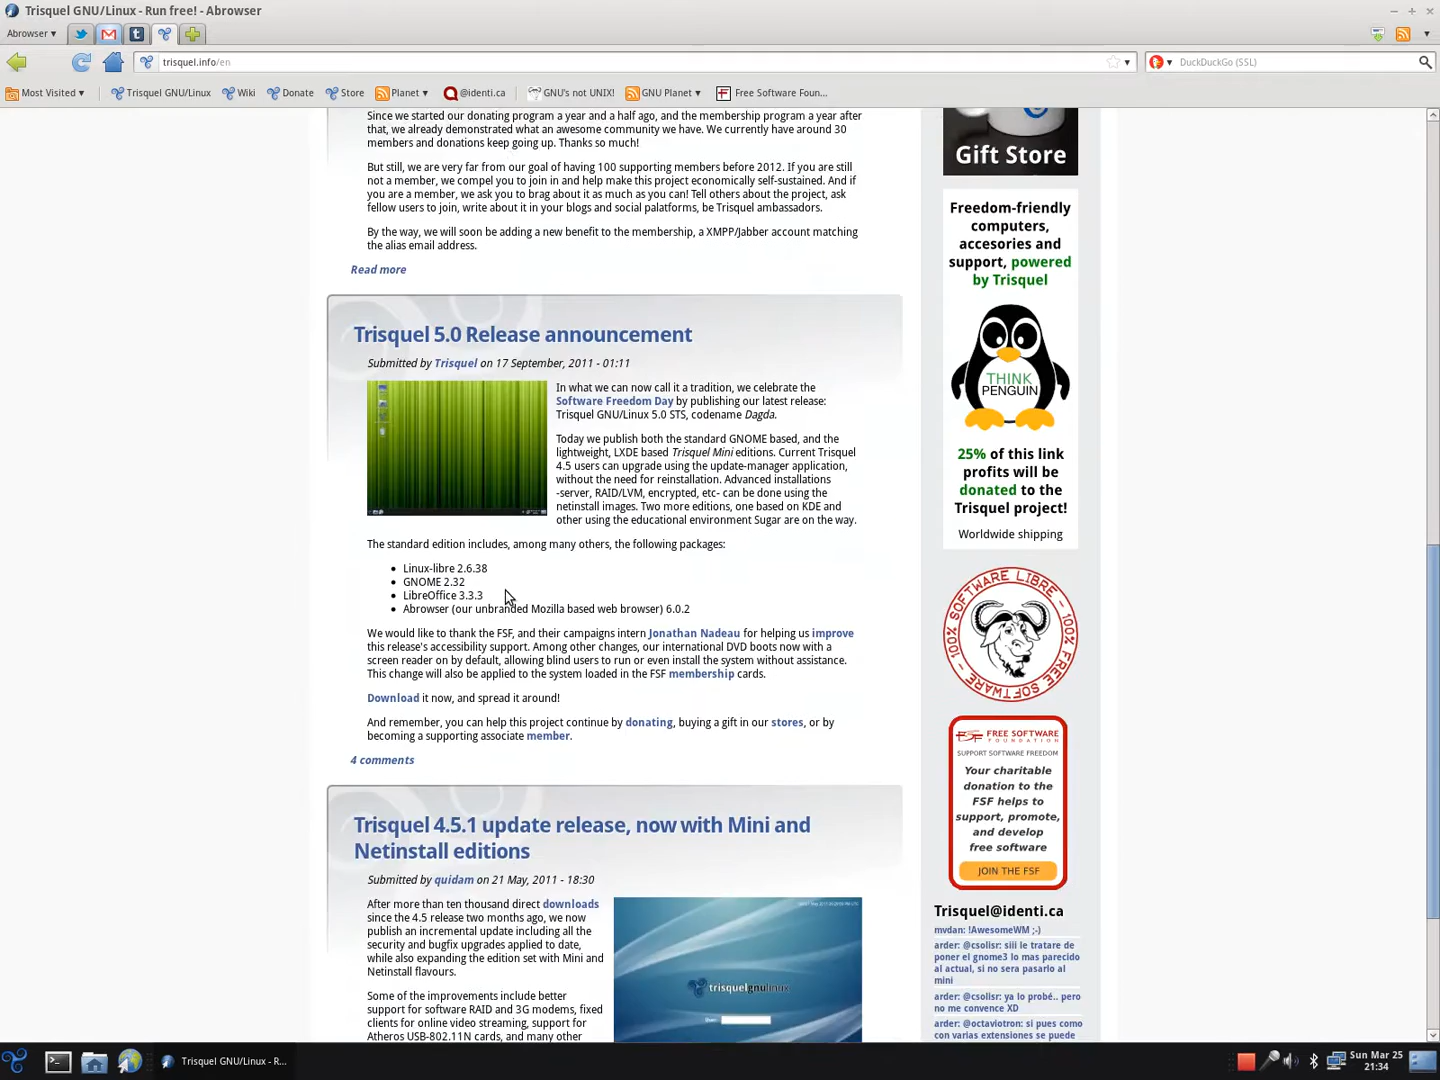 Trisquel GNU/Linux - Run free! - Abrowser
Abrowser
trisquel.info/en
DuckDuckGo (SSL)
Most Visited
Trisquel GNU/Linux
Wiki
Donate
Store
Planet
@identi.ca
GNU's not UNIX!
GNU Planet
Free Software Foun...
Since we started our donating program a year and a half ago, and the membership program a year after
that, we already demonstrated what an awesome community we have. We currently have around 30
members and donations keep going up. Thanks so much!
But still, we are very far from our goal of having 100 supporting members before 2012. If you are still
not a member, we compel you to join in and help make this project economically self-sustained. And if
you are a member, we ask you to brag about it as much as you can! Tell others about the project, ask
fellow users to join, write about it in your blogs and social palatforms, be Trisquel ambassadors.
By the way, we will soon be adding a new benefit to the membership, a XMPP/Jabber account matching
the alias email address.
Read more
Trisquel 5.0 Release announcement
Submitted by Trisquel on 17 September, 2011 - 01:11
In what we can now call it a tradition, we celebrate the
Software Freedom Day by publishing our latest release:
Trisquel GNU/Linux 5.0 STS, codename Dagda.
Today we publish both the standard GNOME based, and the
lightweight, LXDE based Trisquel Mini editions. Current Trisquel
4.5 users can upgrade using the update-manager application,
without the need for reinstallation. Advanced installations
-server, RAID/LVM, encrypted, etc- can be done using the
netinstall images. Two more editions, one based on KDE and
other using the educational environment Sugar are on the way.
The standard edition includes, among many others, the following packages:
Linux-libre 2.6.38
GNOME 2.32
LibreOffice 3.3.3
Abrowser (our unbranded Mozilla based web browser) 6.0.2
We would like to thank the FSF, and their campaigns intern Jonathan Nadeau for helping us improve
this release's accessibility support. Among other changes, our international DVD boots now with a
screen reader on by default, allowing blind users to run or even install the system without assistance.
This change will also be applied to the system loaded in the FSF membership cards.
Download it now, and spread it around!
And remember, you can help this project continue by donating, buying a gift in our stores, or by
becoming a supporting associate member.
4 comments
Trisquel 4.5.1 update release, now with Mini and
Netinstall editions
Submitted by quidam on 21 May, 2011 - 18:30
After more than ten thousand direct downloads
since the 4.5 release two months ago, we now
publish an incremental update including all the
security and bugfix upgrades applied to date,
while also expanding the edition set with Mini and
Netinstall flavours.
Some of the improvements include better
support for software RAID and 3G modems, fixed
clients for online video streaming, support for
Atheros USB-802.11N cards, and many other
trisquelgnulinux
Gift Store
Freedom-friendly
computers,
accesories and
support, powered
by Trisquel
THINK
PENGUIN
25% of this link
profits will be
donated to the
Trisquel project!
Worldwide shipping
SOFTWARE LIBRE
100% FREE SOFTWARE - 100%
FSF FREE SOFTWARE
FOUNDATION
SUPPORT SOFTWARE FREEDOM
Your charitable
donation to the
FSF helps to
support, promote,
and develop
free software
JOIN THE FSF
Trisquel@identi.ca
mvdan: !AwesomeWM ;-)
arder: @csolisr: siii le tratare de
poner el gnome3 lo mas parecido
al actual, si no sera pasarlo al
mini
arder: @csolisr: ya lo probé.. pero
no me convence XD
arder: @octaviotron: si pues como
con varias extensiones se puede
Trisquel GNU/Linux - R...
Sun Mar 25
21:34